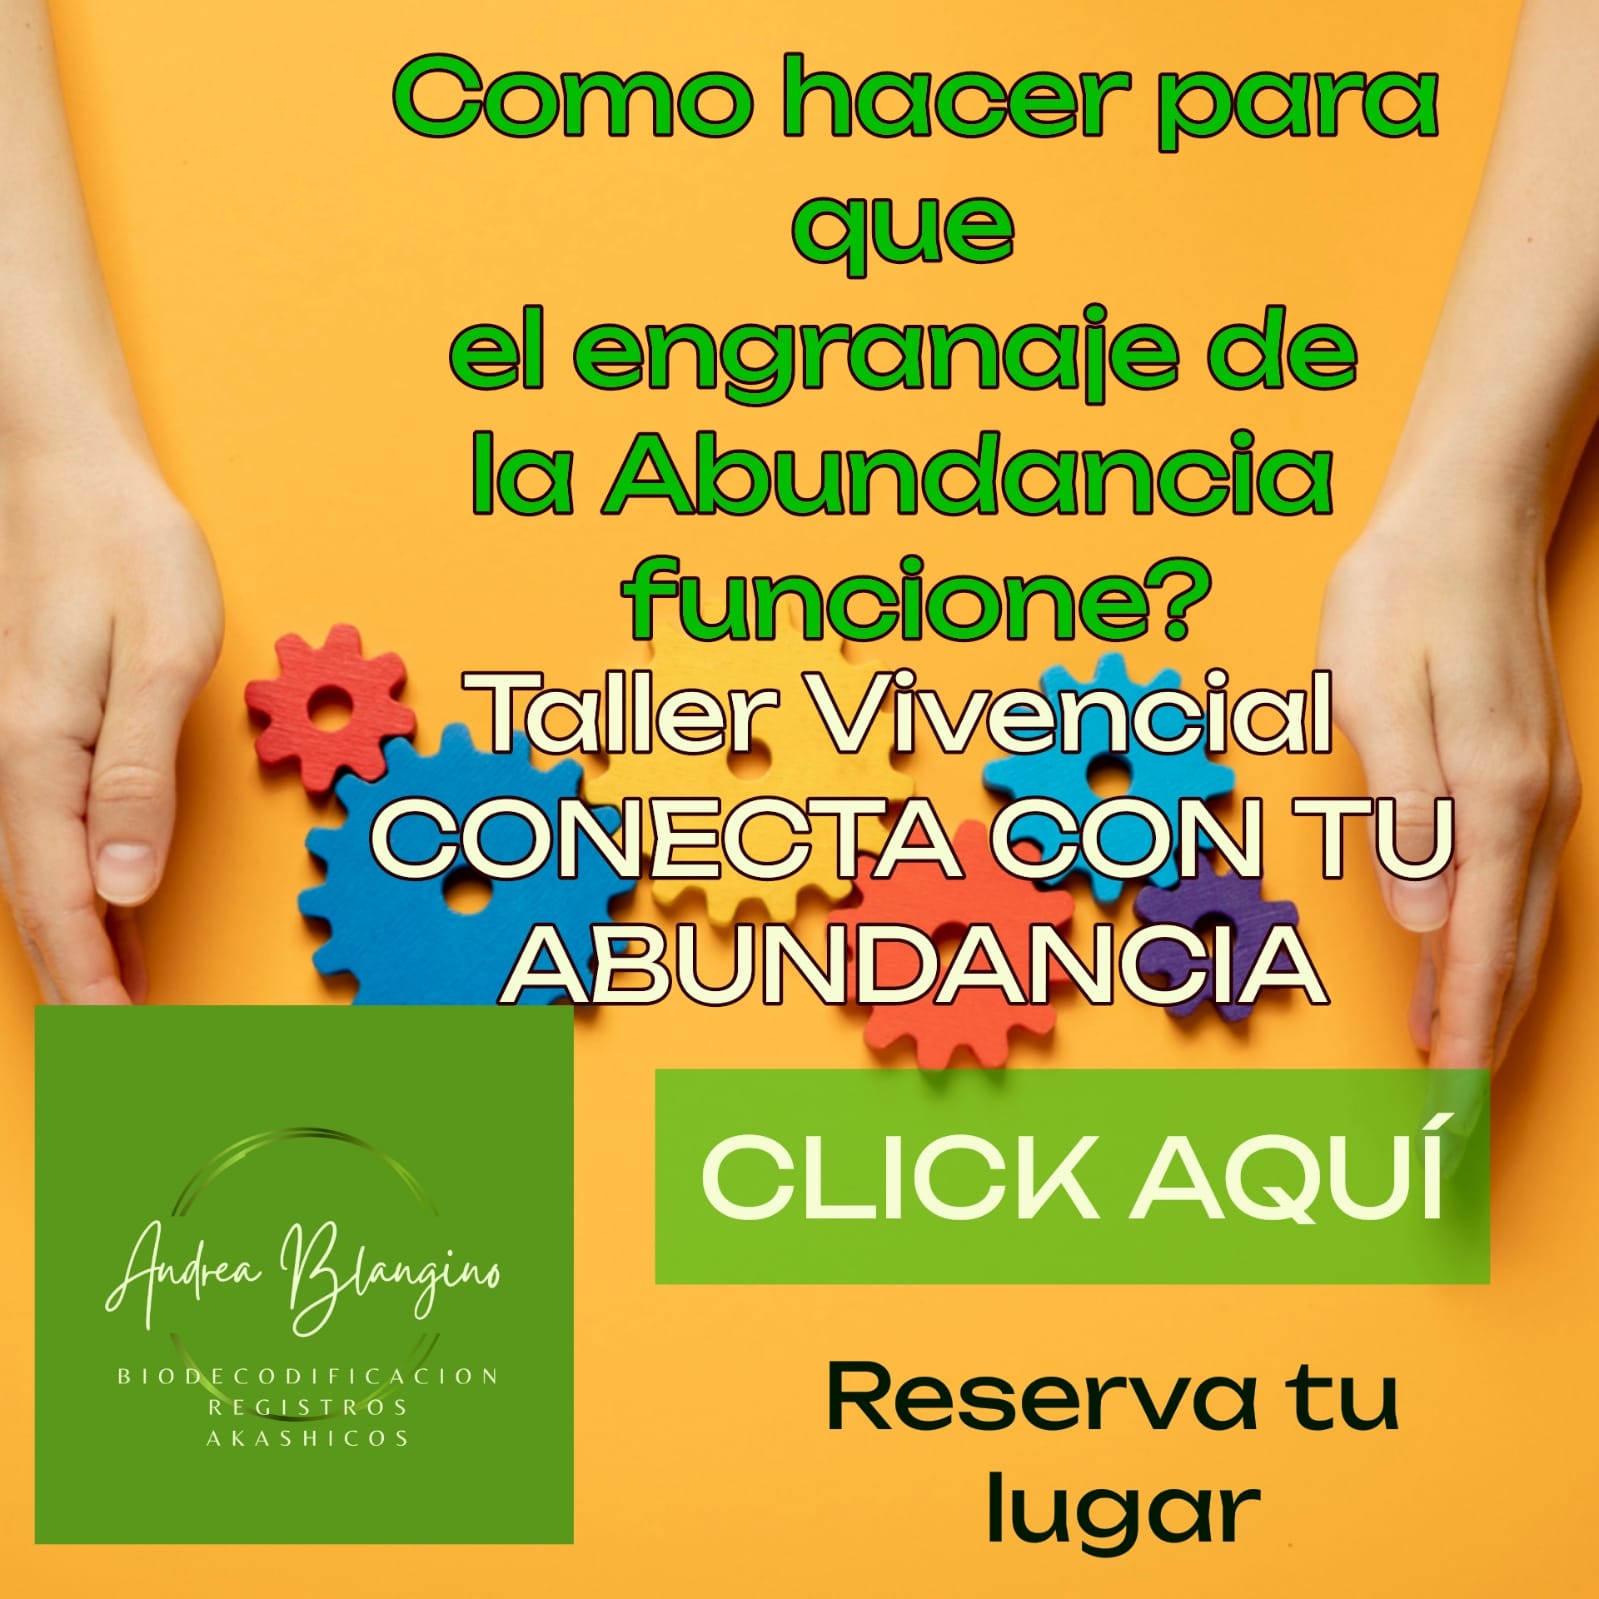 Como hacer para
que
el engranaje de
la Abundancia
funcione?
Taller Vivencial
CONECTA CON TU
ABUNDANCIA
CLICK AQUÍ
Reserva tu
lugar
Andrea Blangino
BIODECODIFICACION
REGISTROS
AKASHICOS